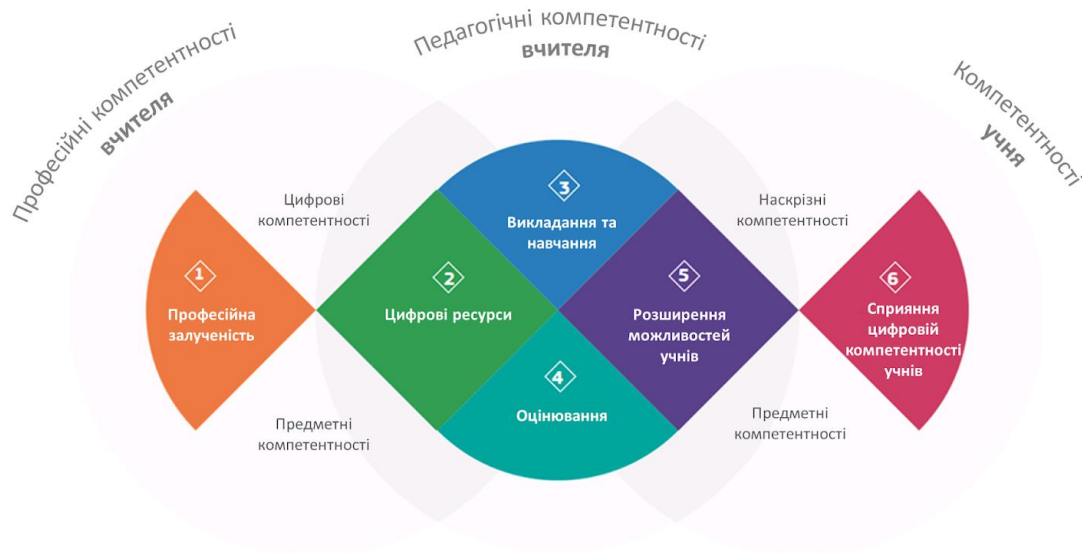 Професійні компетентності
вчителя
Педагогічні компетентності
вчителя
Компетентності
учня
Цифрові
компетентності
Предметні
компетентності
Наскрізні
компетентності
Предметні
компетентності
1
Професійна
залученість
2
Цифрові ресурси
3
Викладання та
навчання
4
Оцінювання
5
Розширення
можливостей
учнів
6
Сприяння
цифровій
компетентності
учнів